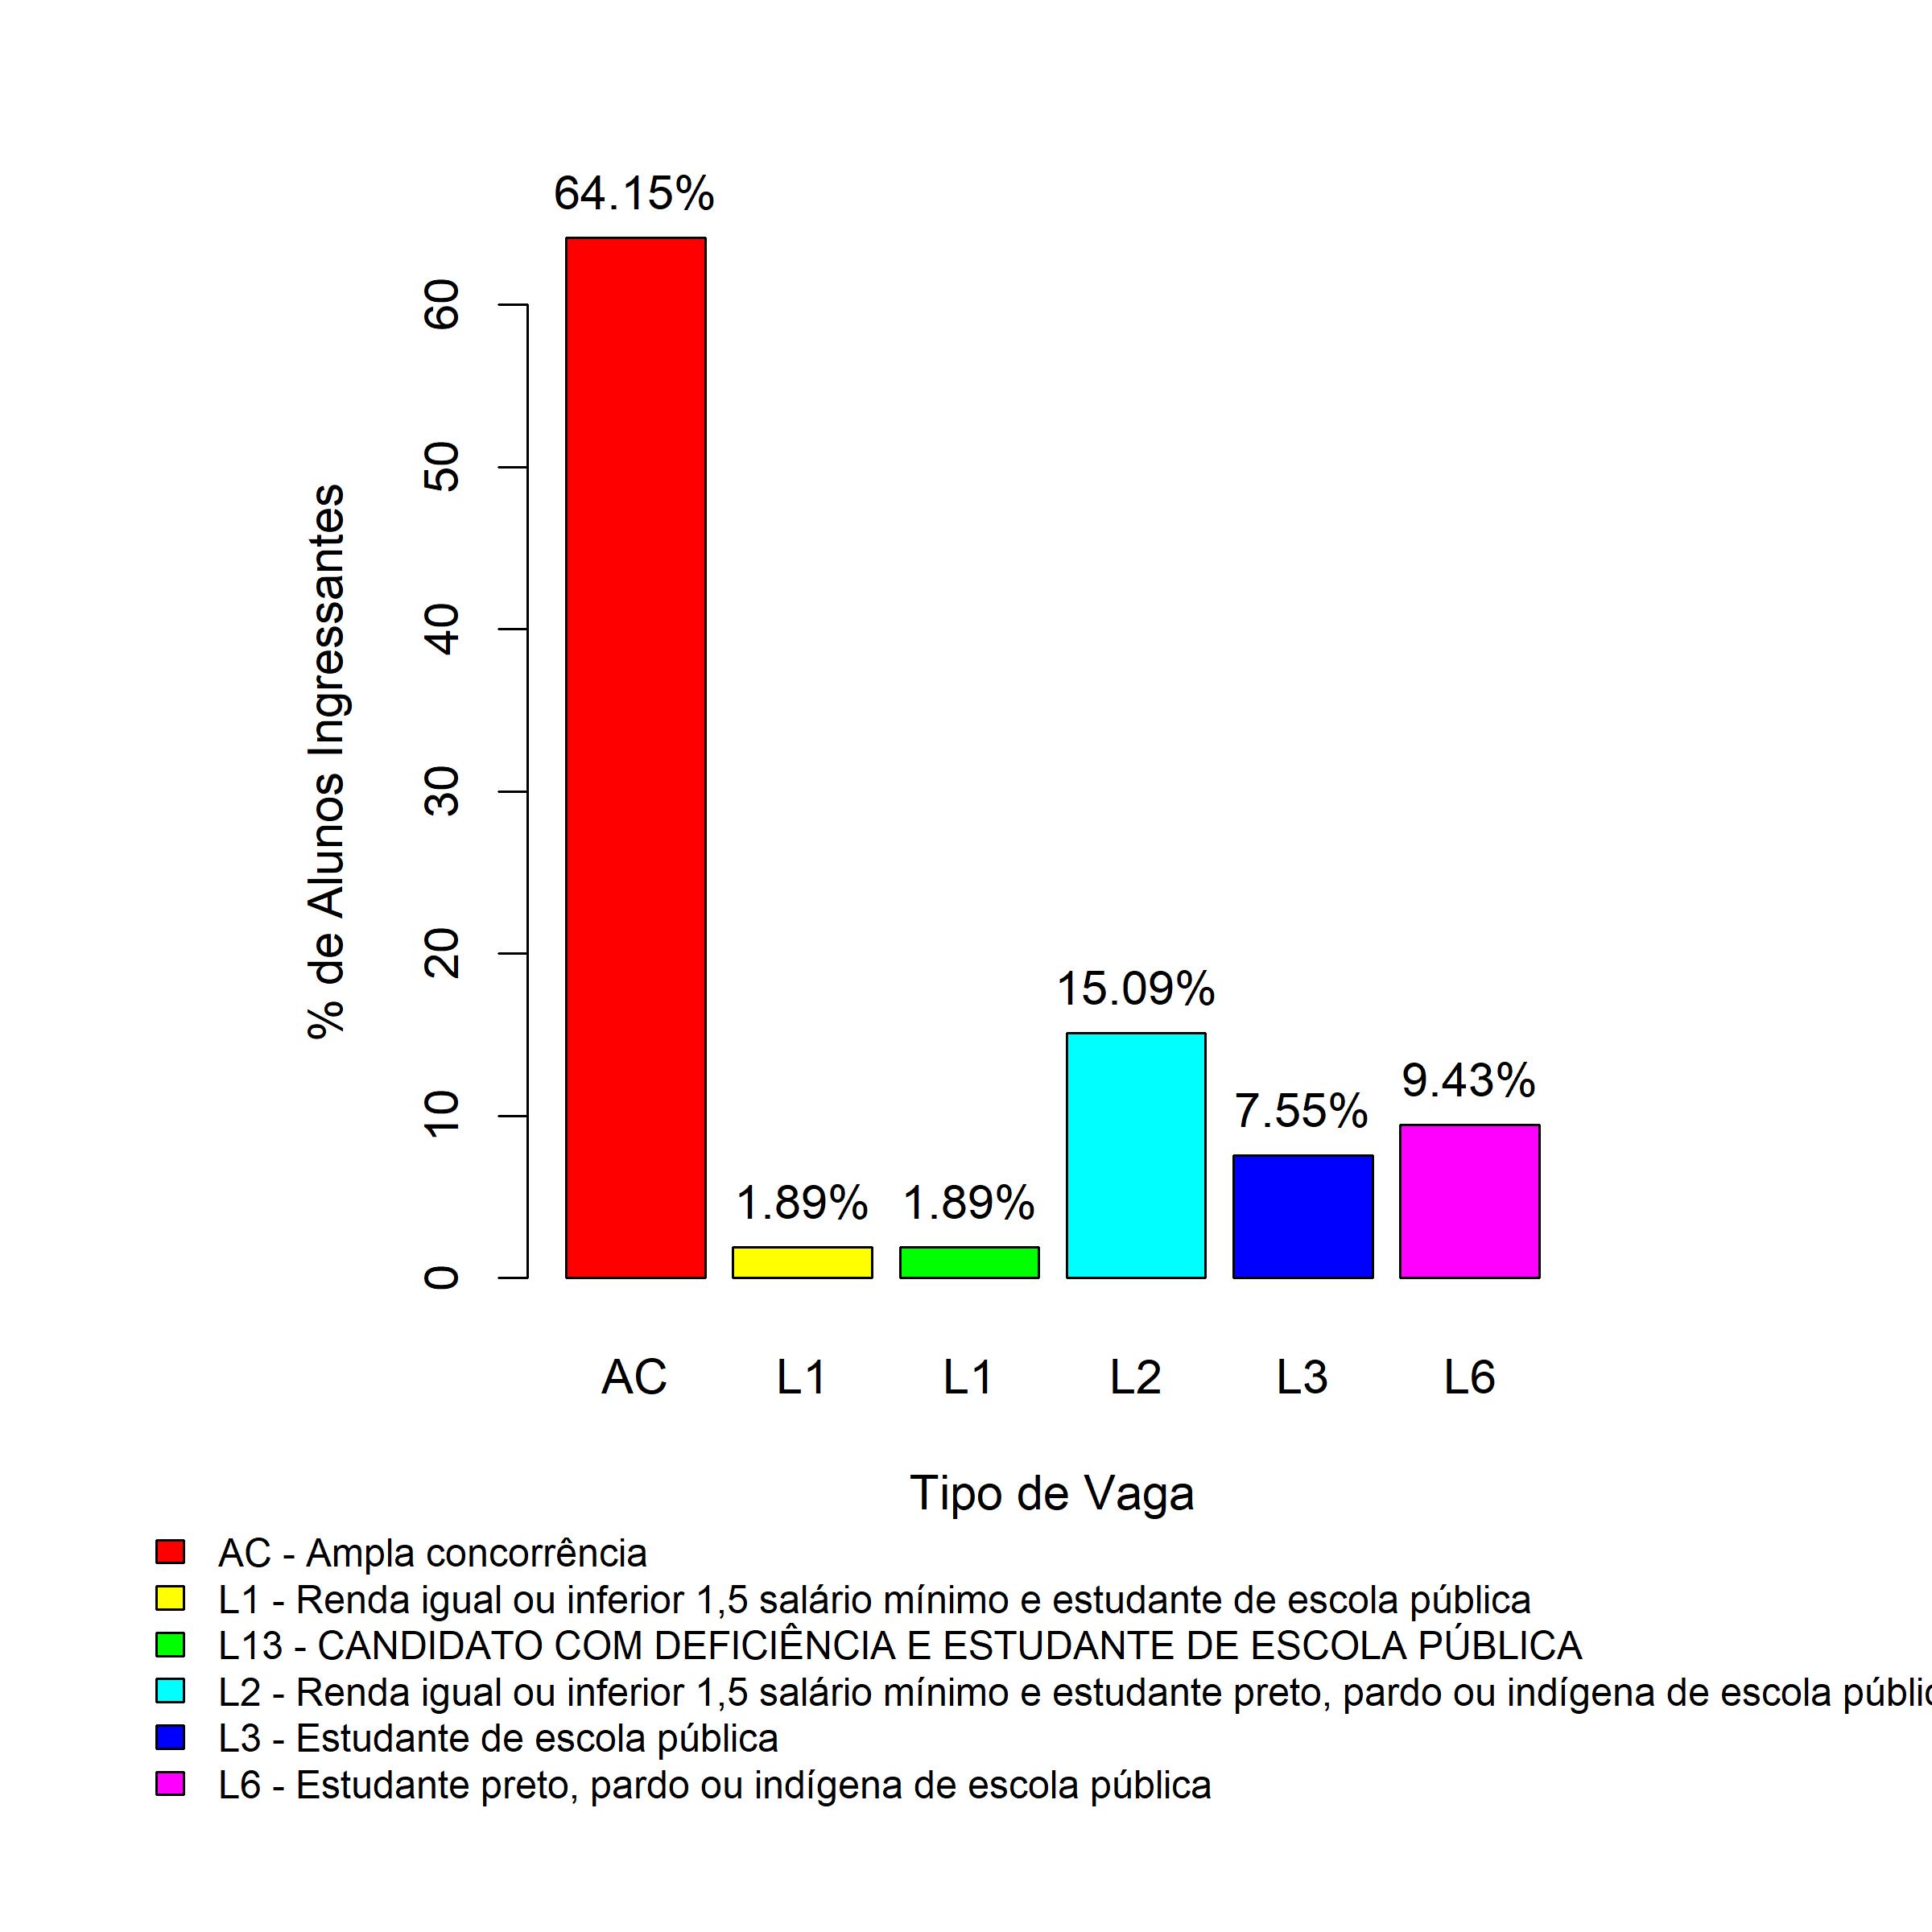 64.15%
60
50
40
30
20
10
0
% de Alunos Ingressantes
1.89%
1.89%
15.09%
7.55%
9.43%
AC L1 L1 L2 L3 L6
Tipo de Vaga
AC - Ampla concorrência
L1 - Renda igual ou inferior 1,5 salário mínimo e estudante de escola pública
L13 - CANDIDATO COM DEFICIÊNCIA E ESTUDANTE DE ESCOLA PÚBLICA
L2 - Renda igual ou inferior 1,5 salário mínimo e estudante preto, pardo ou indígena de escola
L3 - Estudante de escola pública
L6 - Estudante preto, pardo ou indígena de escola pública